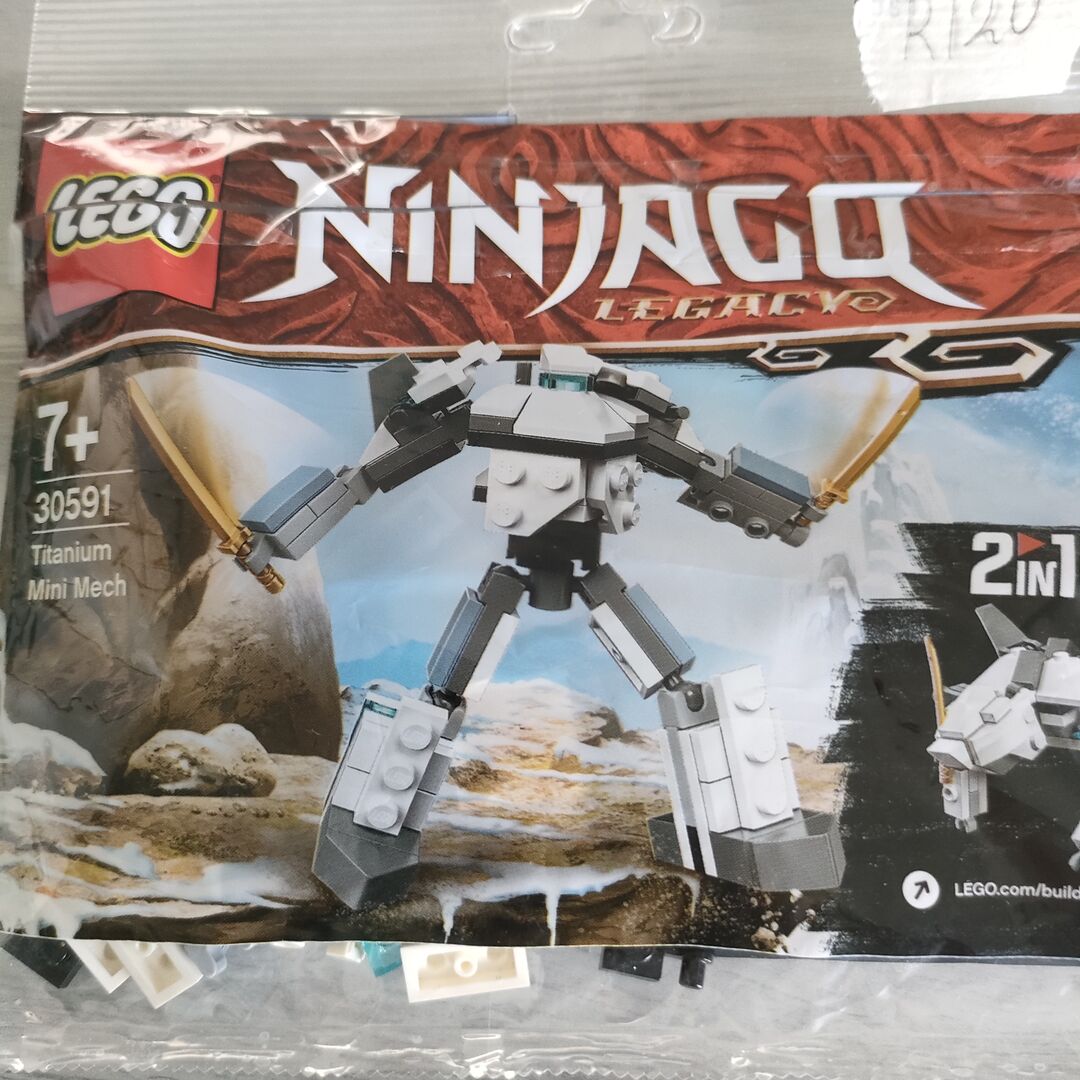 R120
LEGO
NINJAGO
LEGACY
7+
30591
Titanium
Mini Mech
2IN1
LEGO.com/build